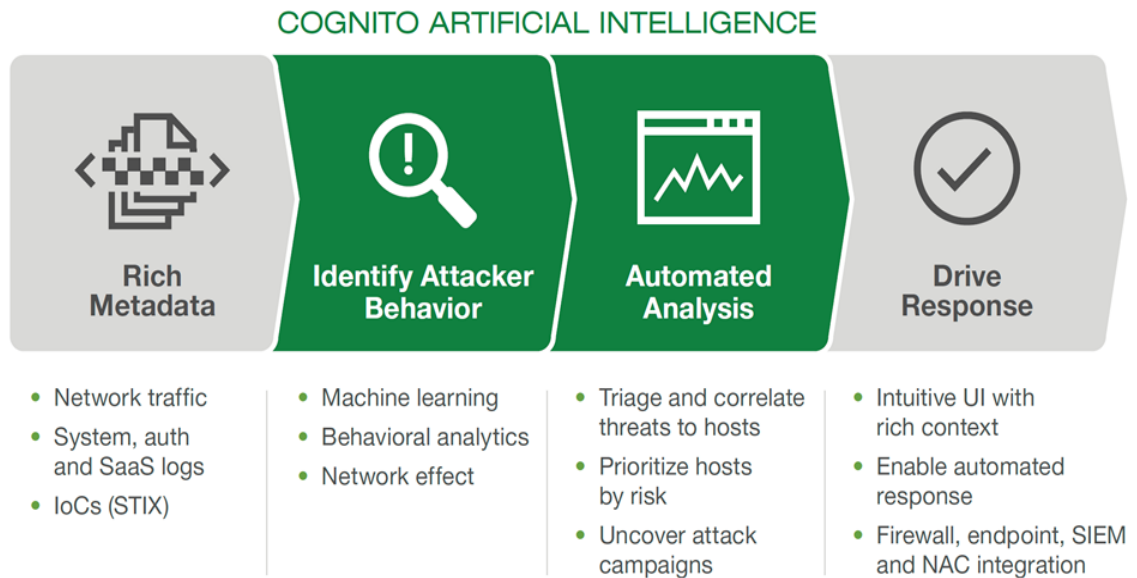 COGNITO ARTIFICIAL INTELLIGENCE
Rich
Metadata
Identify Attacker
Behavior
Automated
Analysis
Drive
Response
• Network traffic
• System, auth
and SaaS logs
• IoCs (STIX)
• Machine learning
• Behavioral analytics
• Network effect
• Triage and correlate
threats to hosts
• Prioritize hosts
by risk
• Uncover attack
campaigns
• Intuitive UI with
rich context
• Enable automated
response
• Firewall, endpoint, SIEM
and NAC integration